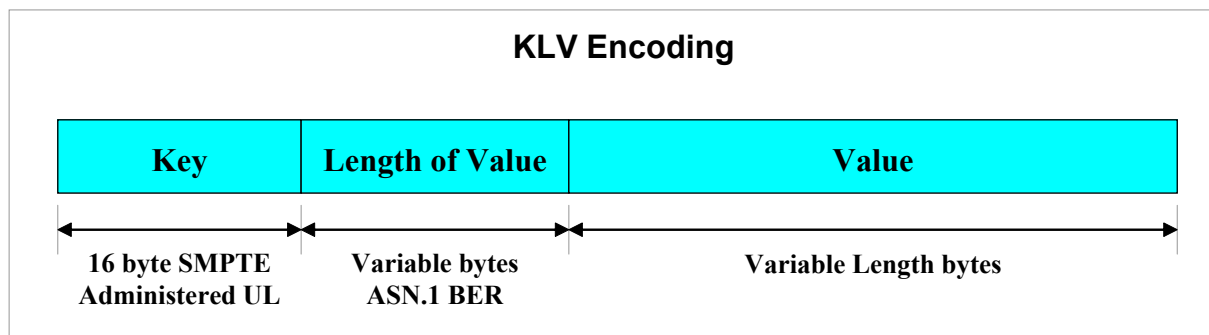 KLV Encoding
Key
Length of Value
Value
16 byte SMPTE
Administered UL
Variable bytes
ASN.1 BER
Variable Length bytes